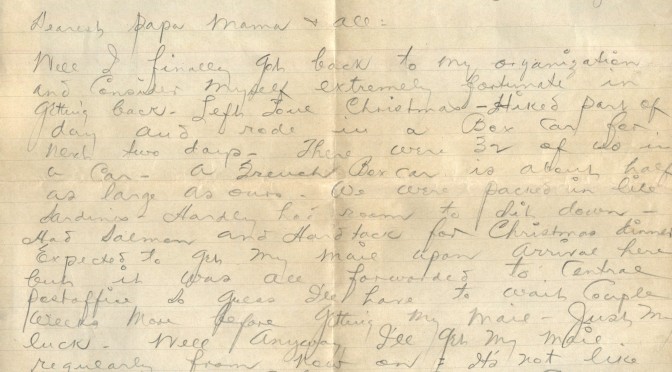 Dearest Papa Mama & all:
Well I finally got back to my organization
and consider myself extremely fortunate in
getting back - Left Toul Christmas - Hiked part of
day and rode in a Box Car for
next two days - There were 32 of us in
a Car - a French Box car is about half
as large as ours - We were packed in like
Sardines - Hardly had room to sit down -
Had Salmon and Hard tack for Christmas dinner
Expected to get my mail upon arrival here
but it was all forwarded to Central
postoffice so guess I'll have to wait couple
weeks more before getting my mail - Just my
luck - Well anyway I'll get my mail
regularly from now on & it's not like